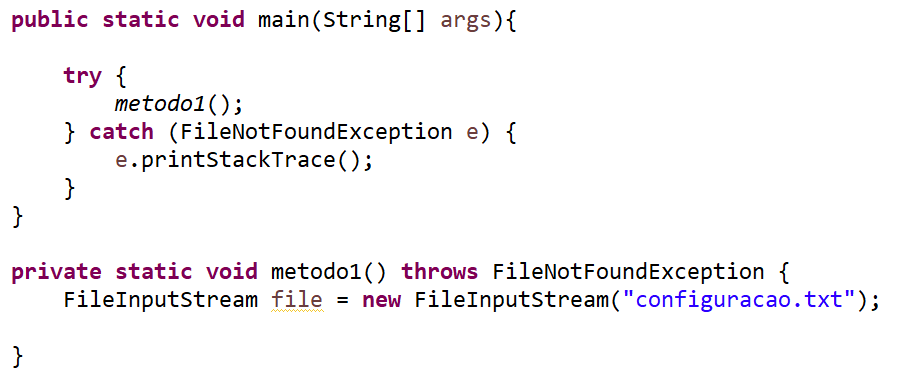 public static void main(String[] args){
try {
metodo1();
} catch (FileNotFoundException e) {
e.printStackTrace();
}
}
private static void metodo1() throws FileNotFoundException {
FileInputStream file = new FileInputStream("configuracao.txt");
}